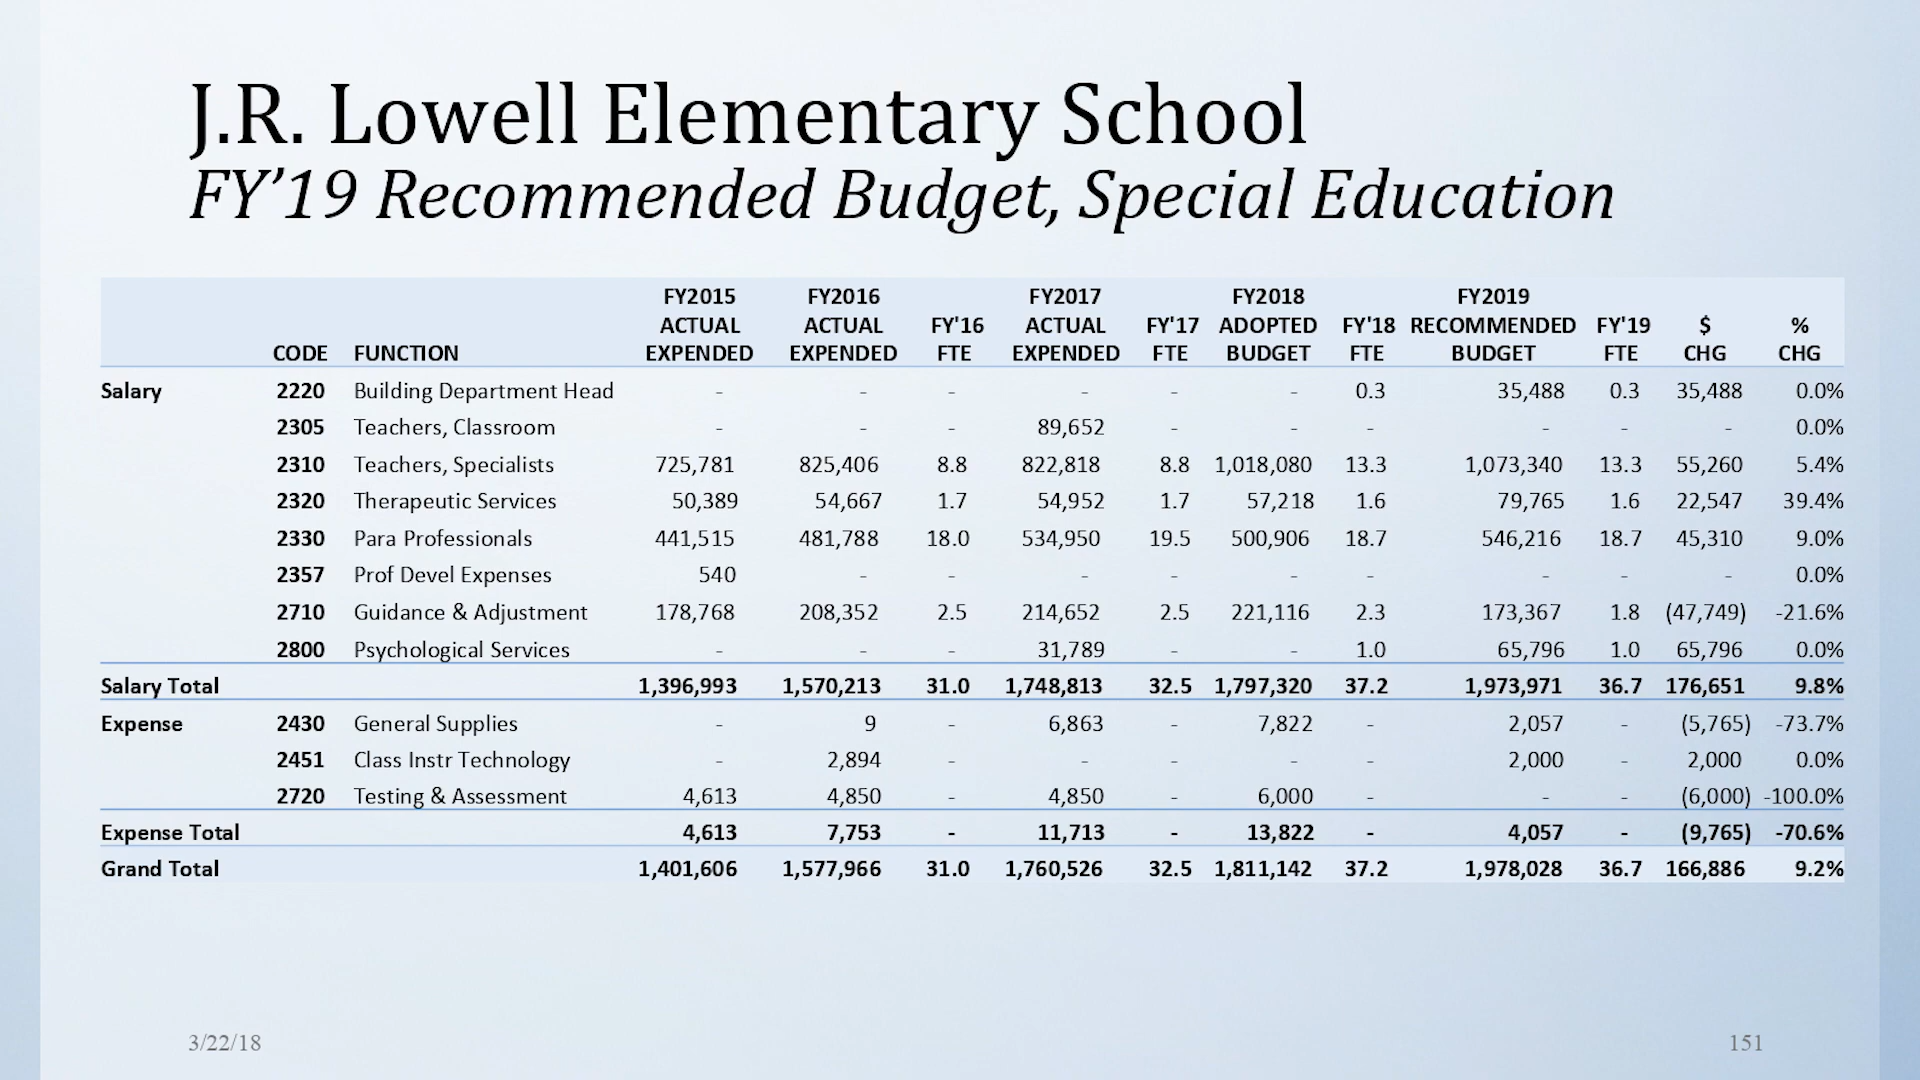 J.R. Lowell Elementary School
FY’19 Recommended Budget, Special Education
FY2015 FY2016 FY2017 FY2018 FY2019
ACTUAL ACTUAL FY'16 ACTUAL FY'17 ADOPTED FY'18 RECOMMENDED FY'19 $ %
CODE FUNCTION EXPENDED EXPENDED FTE EXPENDED FTE BUDGET FTE BUDGET FTE CHG CHG
Salary 2220 Building Department Head - - - - - - 0.3 35,488 0.3 35,488 0.0%
2305 Teachers, Classroom - - - 89,652 - - - - - - 0.0%
2310 Teachers, Specialists 725,781 825,406 8.8 822,818 8.8 1,018,080 13.3 1,073,340 13.3 55,260 5.4%
2320 Therapeutic Services 50,389 54,667 1.7 54,952 1.7 57,218 1.6 79,765 1.6 22,547 39.4%
2330 Para Professionals 441,515 481,788 18.0 534,950 19.5 500,906 18.7 546,216 18.7 45,310 9.0%
2357 Prof Devel Expenses 540 - - - - - - - - - 0.0%
2710 Guidance & Adjustment 178,768 208,352 2.5 214,652 2.5 221,116 2.3 173,367 1.8 (47,749) -21.6%
2800 Psychological Services - - - 31,789 - - 1.0 65,796 1.0 65,796 0.0%
Salary Total 1,396,993 1,570,213 31.0 1,748,813 32.5 1,797,320 37.2 1,973,971 36.7 176,651 9.8%
Expense 2430 General Supplies - 9 - 6,863 - 7,822 - 2,057 - (5,765) -73.7%
2451 Class Instr Technology - 2,894 - - - - - 2,000 - 2,000 0.0%
2720 Testing & Assessment 4,613 4,850 - 4,850 - 6,000 - - - (6,000) -100.0%
Expense Total 4,613 7,753 - 11,713 - 13,822 - 4,057 - (9,765) -70.6%
Grand Total 1,401,606 1,577,966 31.0 1,760,526 32.5 1,811,142 37.2 1,978,028 36.7 166,886 9.2%
3/22/18 151